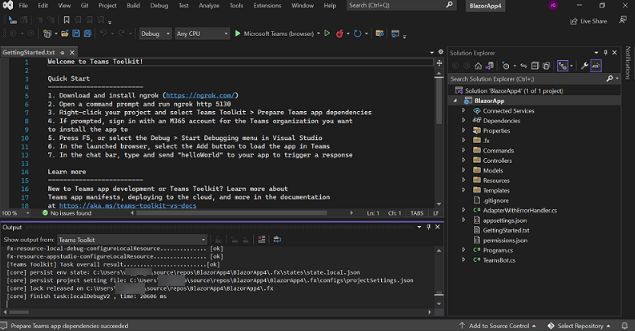 File Edit View Git Project Build Debug Test Analyze Tools Extensions Window Help Search (Ctrl+Q) BlazorApp4
Live Share
Debug Any CPU Microsoft Teams (browser)
GettingStarted.txt
1 Welcome to Teams Toolkit!
2
3 Quick Start
4 -------------------------
5 1. Download and install ngrok (https://ngrok.com/)
6 2. Open a command prompt and run ngrok http 5130
7 3. Right-click your project and select Teams Toolkit > Prepare Teams app dependencies
8 4. If prompted, sign in with an M365 account for the Teams organization you want
9 to install the app to
10 5. Press F5, or select the Debug > Start Debugging menu in Visual Studio
11 6. In the launched browser, select the Add button to load the app in Teams
12 7. In the chat bar, type and send "helloWorld" to your app to trigger a response
13
14 Learn more
15 -------------------------
16 New to Teams app development or Teams Toolkit? Learn more about
17 Teams app manifests, deploying to the cloud, and more in the documentation
18 at https://aka.ms/teams-toolkit-vs-docs
100 % No issues found Ln: 1 Ch: 1 TABS LF
Output
Show output from: Teams Toolkit
fx-resource-local-debug-configureLocalResource.............. [ok]
fx-resource-appstudio-configureLocalResource............... [ok]
[Teams Toolkit] Task overall result....................[ok]
[core] persist env state: C:\Users\ \source\repos\BlazorApp4\BlazorApp4\.fx\states\state.local.json
[core] persist project setting file: C:\Users\ \source\repos\BlazorApp4\BlazorApp4\.fx\configs\projectSettings.json
[core] lock released on C:\Users\ \source\repos\BlazorApp4\BlazorApp4\.fx
[core] finish task:localDebugV2 , time: 20606 ms
Solution Explorer
Search Solution Explorer (Ctrl+;)
Solution 'BlazorApp4' (1 of 1 project)
BlazorApp
Connected Services
Dependencies
Properties
.fx
Commands
Controllers
Models
Resources
Templates
.gitignore
AdapterWithErrorHandler.cs
appsettings.json
GettingStarted.txt
permissions.json
Program.cs
TeamsBot.cs
Prepare Teams app dependencies succeeded Add to Source Control Select Repository